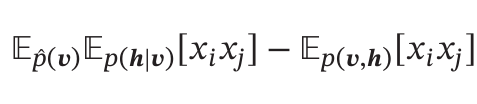 𝔼_{p̂(𝒗)}𝔼_{p(𝒉|𝒗)}[x_i x_j] − 𝔼_{p(𝒗,𝒉)}[x_i x_j]